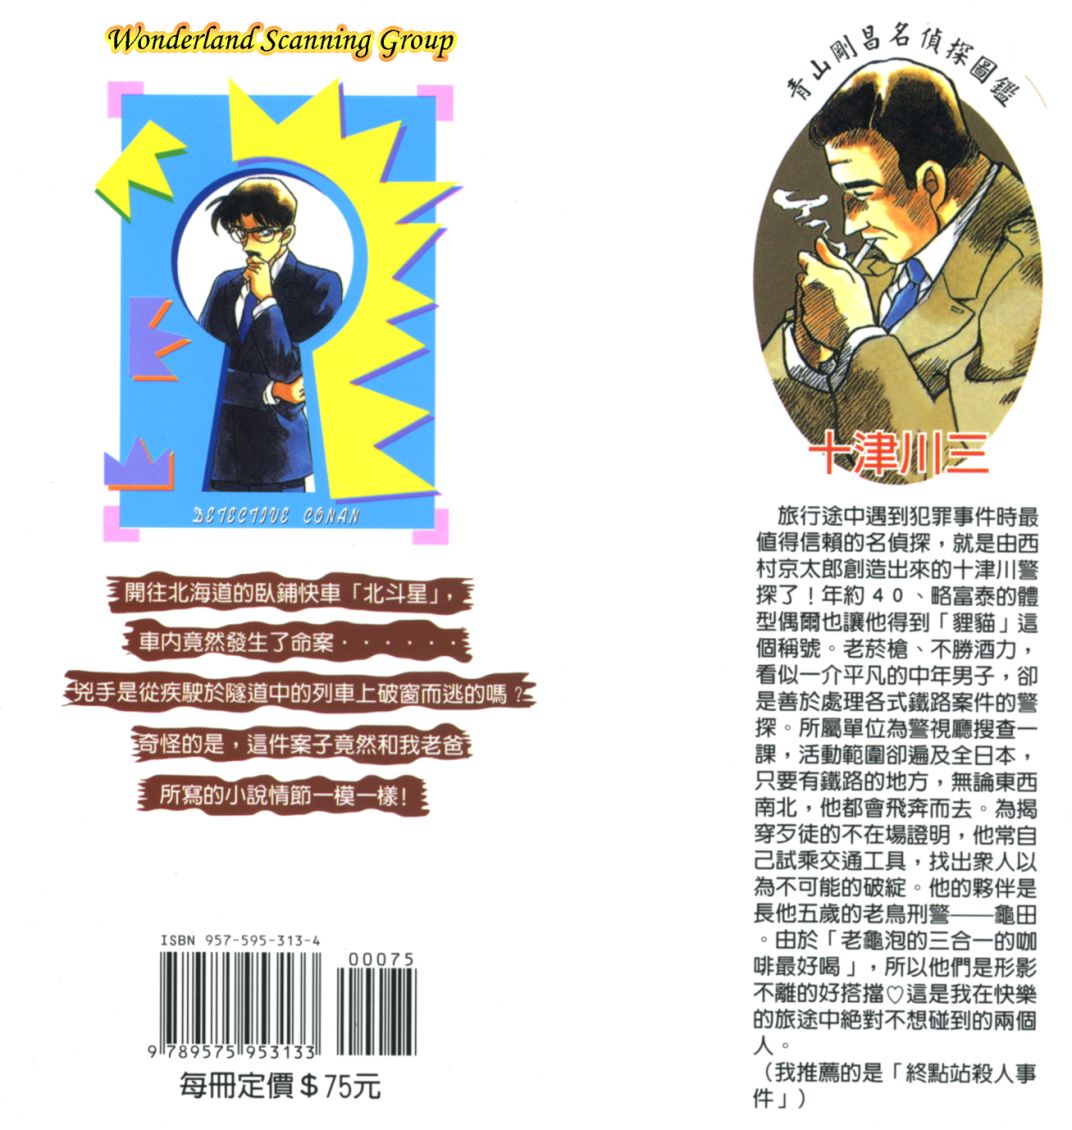 Wonderland Scanning Group
DETECTIVE CONAN
開往北海道的臥鋪快車「北斗星」，
車內竟然發生了命案．．．．．．
兇手是從疾駛於隧道中的列車上破窗而逃的嗎？
奇怪的是，這件案子竟然和我老爸
所寫的小說情節一模一樣！
ISBN 957-595-313-4
00075
9 789575 953133
每冊定價＄75元
青山剛昌名偵探圖鑑
十津川三
旅行途中遇到犯罪事件時最
值得信賴的名偵探，就是由西
村京太郎創造出來的十津川警
探了！年約40、略富泰的體
型偶爾也讓他得到「貍貓」這
個稱號。老菸槍、不勝酒力，
看似一介平凡的中年男子，卻
是善於處理各式鐵路案件的警
探。所屬單位為警視廳搜查一
課，活動範圍卻遍及全日本，
只要有鐵路的地方，無論東西
南北，他都會飛奔而去。為揭
穿歹徒的不在場證明，他常自
己試乘交通工具，找出眾人以
為不可能的破綻。他的夥伴是
長他五歲的老鳥刑警——龜田
。由於「老龜泡的三合一的咖
啡最好喝」，所以他們是形影
不離的好搭擋♡這是我在快樂
的旅途中絕對不想碰到的兩個
人。
（我推薦的是「終點站殺人事
件」）